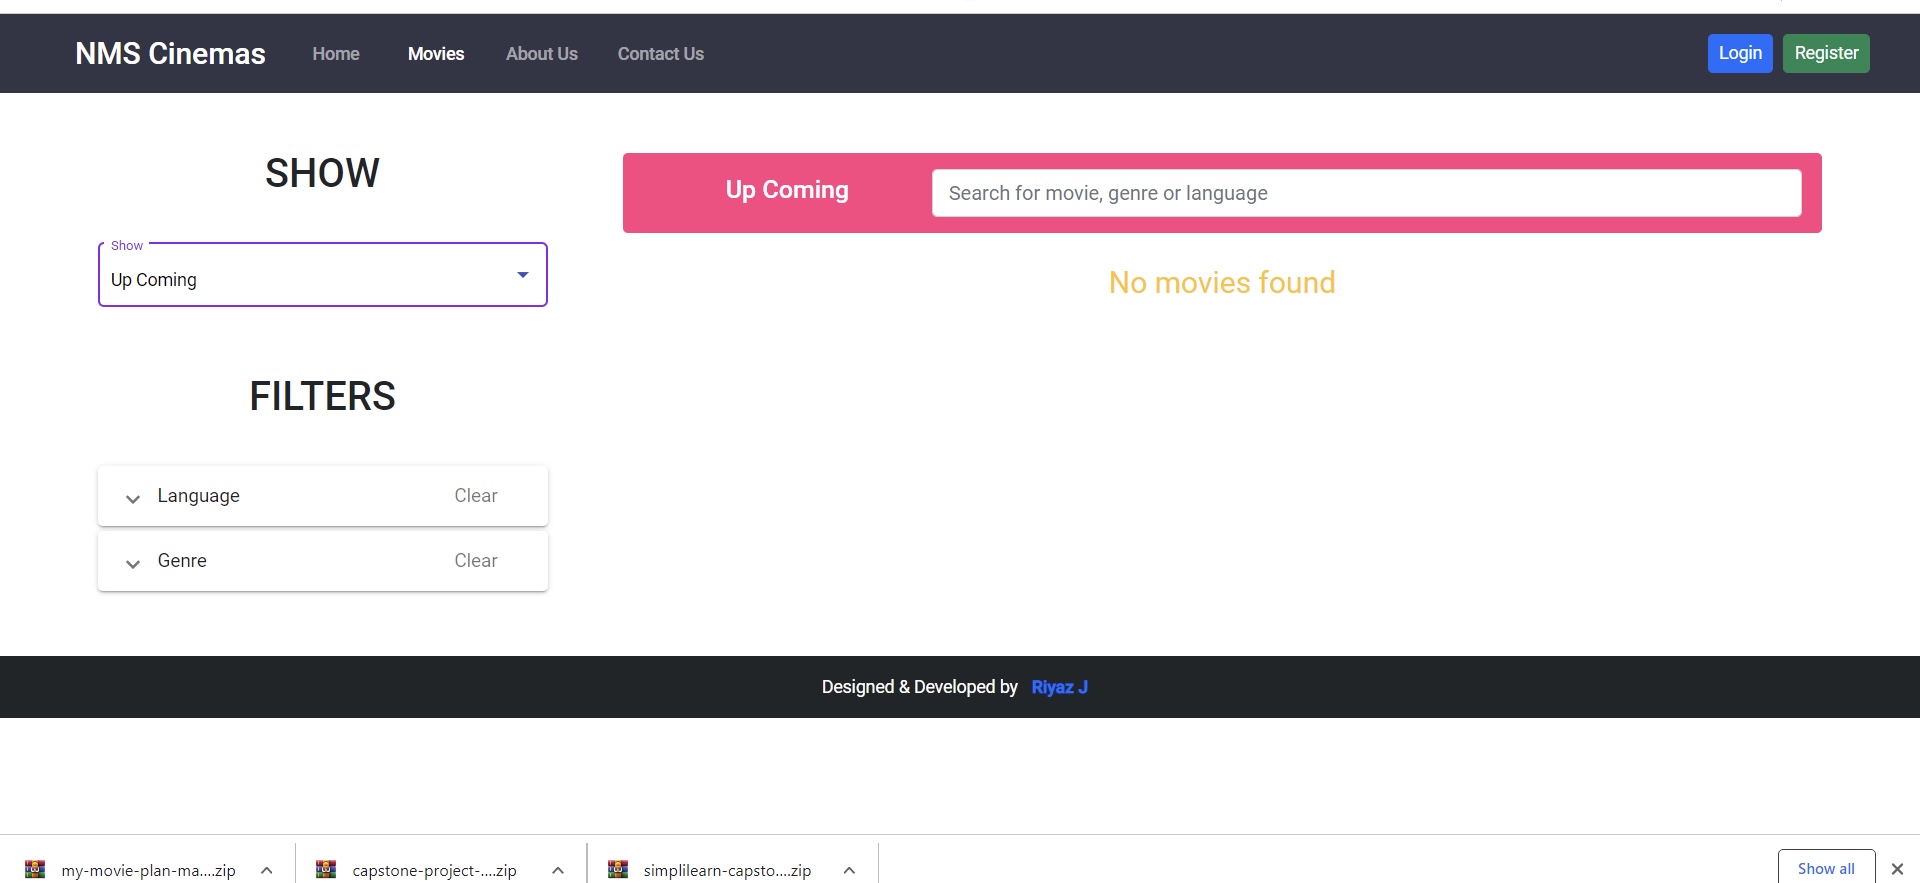 NMS Cinemas Home Movies About Us Contact Us Login Register
SHOW
Show
Up Coming
FILTERS
Language Clear
Genre Clear
Up Coming Search for movie, genre or language
No movies found
Designed & Developed by Riyaz J
my-movie-plan-ma....zip capstone-project-....zip simplilearn-capsto....zip Show all